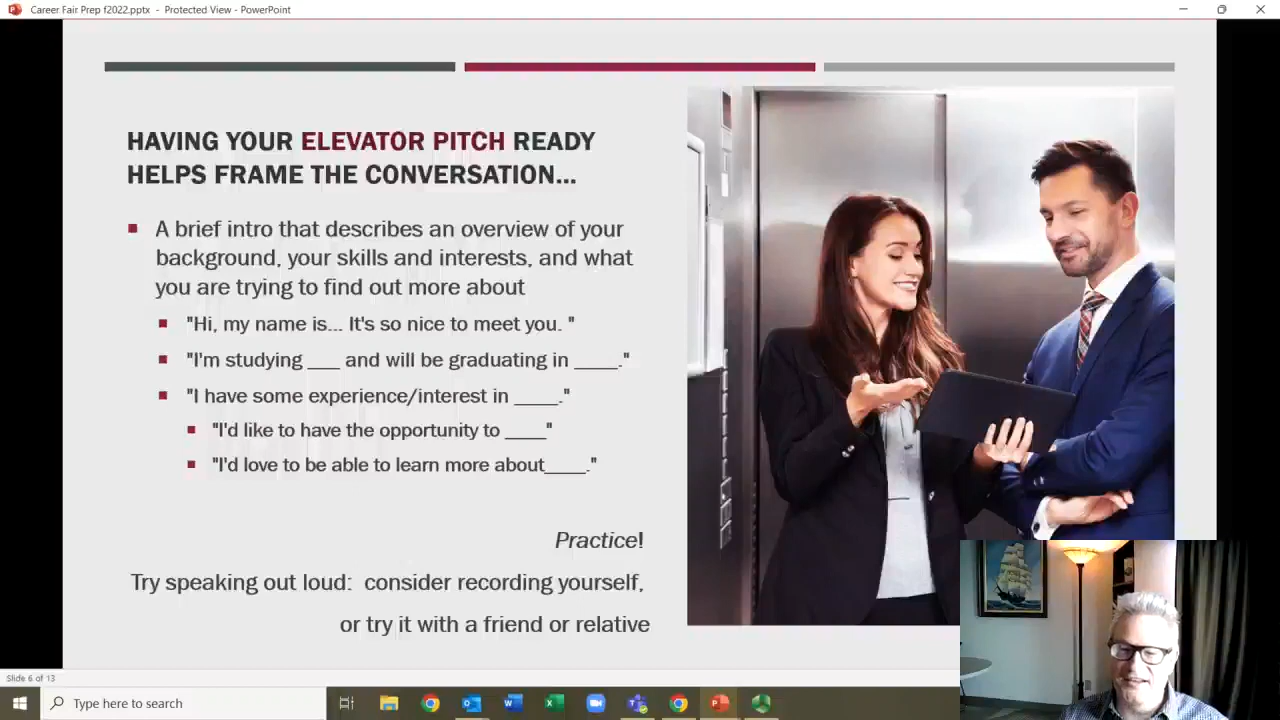 Career Fair Prep f2022.pptx - Protected View - PowerPoint
HAVING YOUR ELEVATOR PITCH READY
HELPS FRAME THE CONVERSATION...
A brief intro that describes an overview of your
background, your skills and interests, and what
you are trying to find out more about
"Hi, my name is... It's so nice to meet you. "
"I'm studying ___ and will be graduating in ____."
"I have some experience/interest in ____."
"I'd like to have the opportunity to ____"
"I'd love to be able to learn more about____."
Practice!
Try speaking out loud: consider recording yourself,
or try it with a friend or relative
Slide 6 of 13
Type here to search